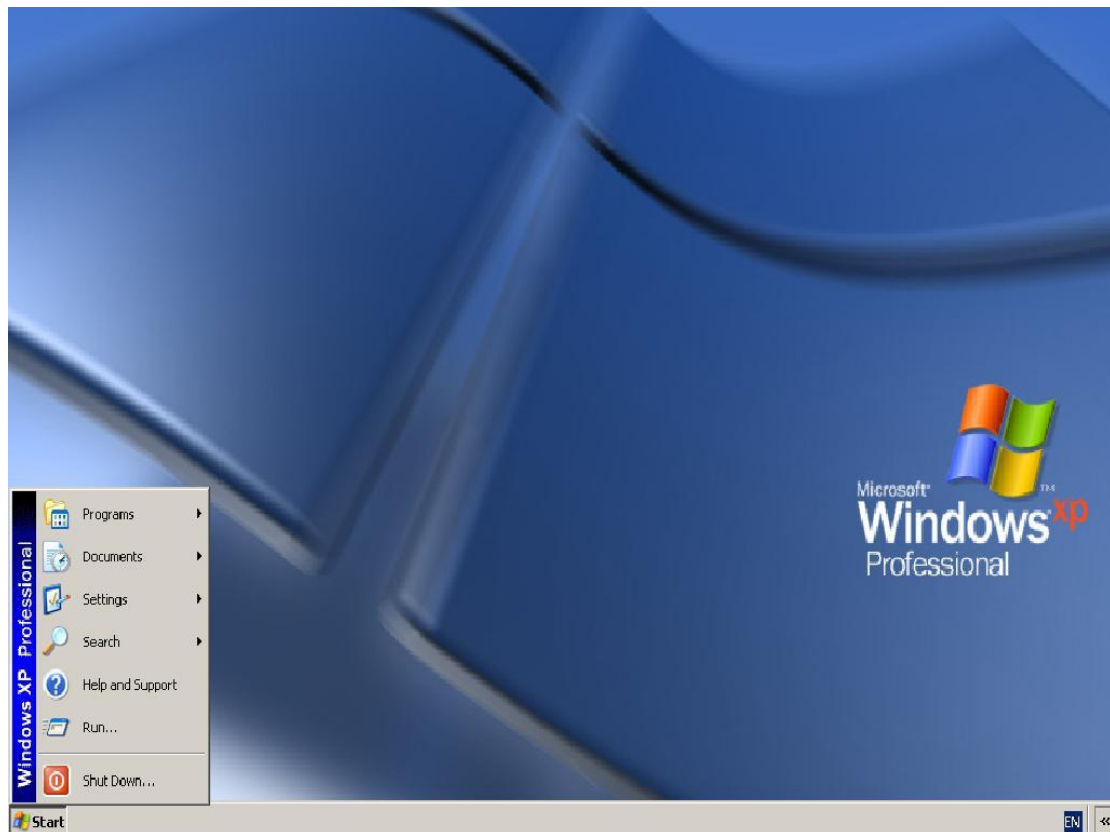 Microsoft
Windows xp
Professional
Windows XP Professional
Programs
Documents
Settings
Search
Help and Support
Run...
Shut Down...
Start
EN
«